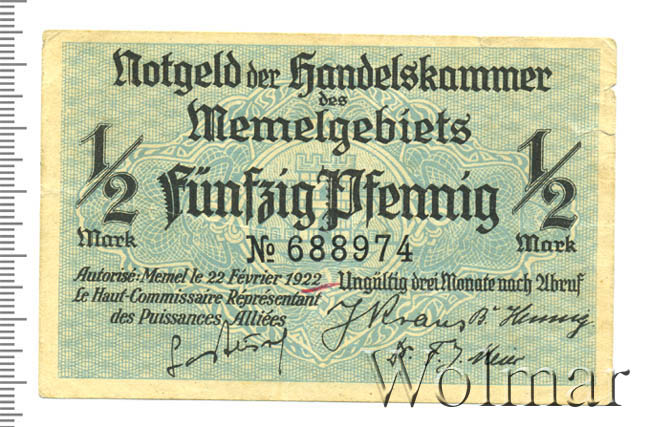 Notgeld der Handelskammer
des
Memelgebiets
1/2 Mark
Fünfzig Pfennig
1/2 Mark
№ 688974
Autorisé: Memel le 22 Février 1922
Le Haut-Commissaire Représentant
des Puissances Alliées
Ungültig drei Monate nach Abruf
J Kraus
Wolmar